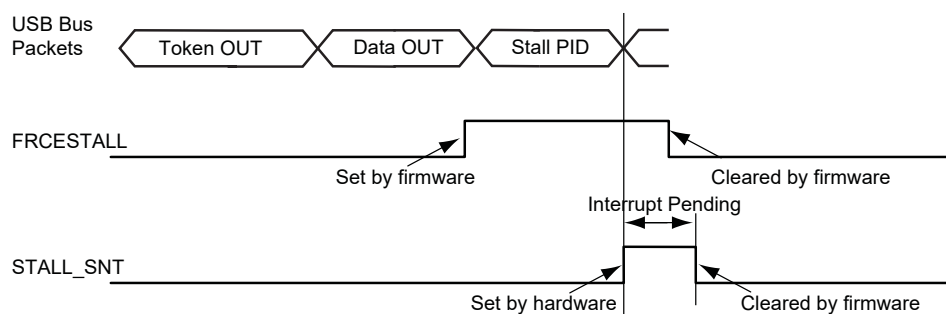 USB Bus
Packets
Token OUT
Data OUT
Stall PID
FRCESTALL
Set by firmware
Cleared by firmware
Interrupt Pending
STALL_SNT
Set by hardware
Cleared by firmware